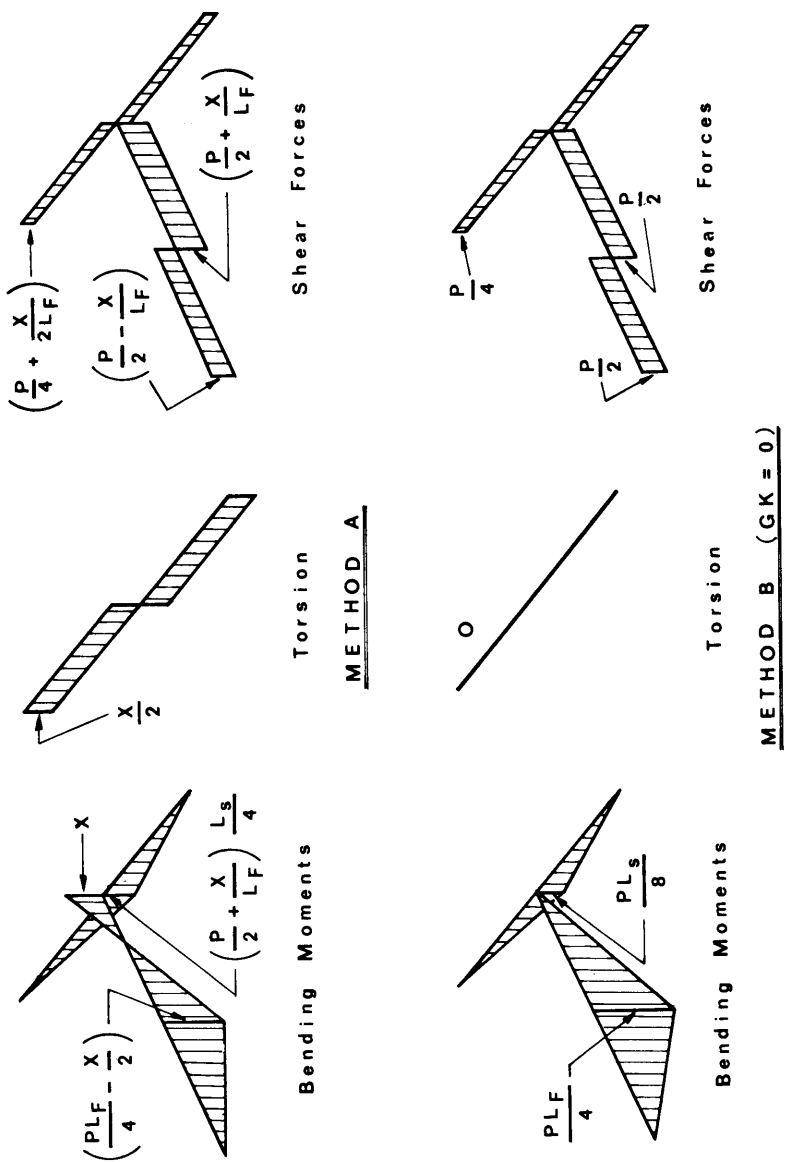 (PL_F/4 - X/2)
X
(P/2 + X/L_F) L_s/4
Bending Moments
X/2
Torsion
METHOD A
(P/4 + X/2L_F)
(P/2 - X/L_F)
(P/2 + X/L_F)
Shear Forces
PL_F/4
PL_s/8
Bending Moments
O
Torsion
METHOD B (GK = 0)
P/4
P/2
P/2
Shear Forces